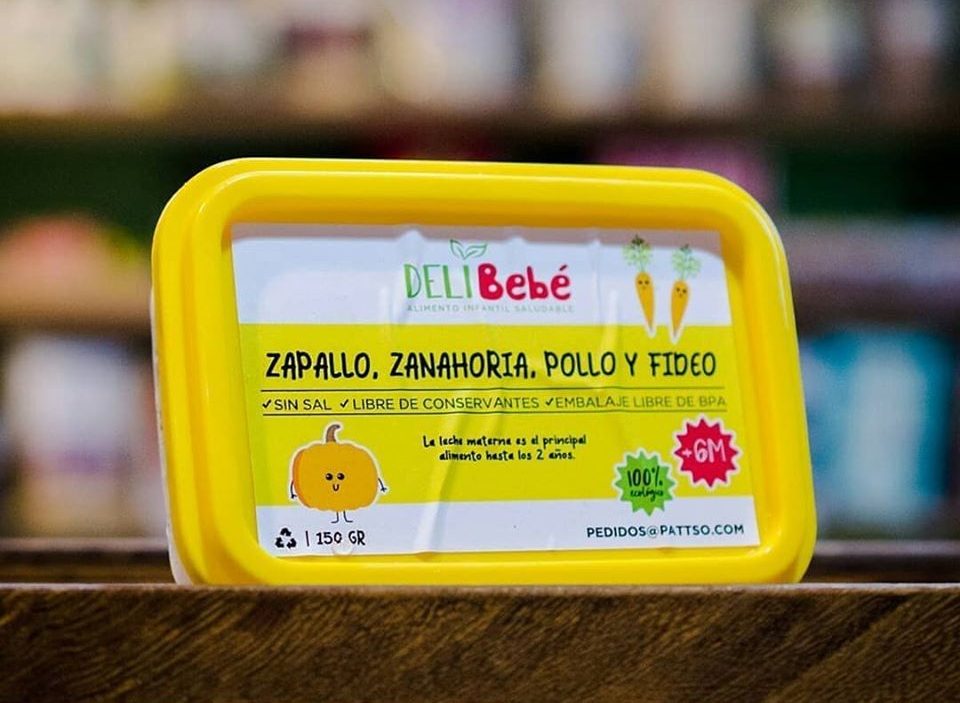 DELIBebé
ALIMENTO INFANTIL SALUDABLE
ZAPALLO, ZANAHORIA, POLLO Y FIDEO
✓SIN SAL ✓LIBRE DE CONSERVANTES ✓EMBALAJE LIBRE DE BPA
La leche materna es el principal
alimento hasta los 2 años.
+6M
100%
ecológico
150 GR
PEDIDOS@PATTSO.COM